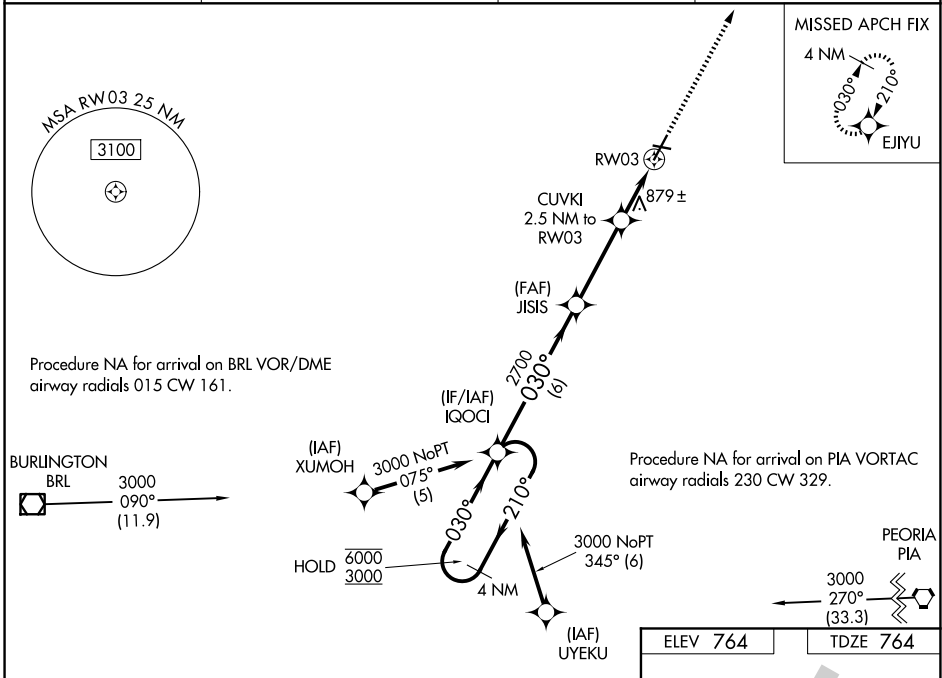 MISSED APCH FIX
4 NM
030°
210°
EJIYU
MSA RW03 25 NM
3100
RW03
879 ±
CUVKI
2.5 NM to
RW03
(FAF)
JISIS
2700
030°
(6)
Procedure NA for arrival on BRL VOR/DME
airway radials 015 CW 161.
(IF/IAF)
IQOCI
(IAF)
XUMOH
3000 NoPT
075°
(5)
BURLINGTON
BRL
3000
090°
(11.9)
Procedure NA for arrival on PIA VORTAC
airway radials 230 CW 329.
030°
210°
HOLD
6000
3000
4 NM
3000 NoPT
345° (6)
(IAF)
UYEKU
PEORIA
PIA
3000
270°
(33.3)
ELEV 764
TDZE 764